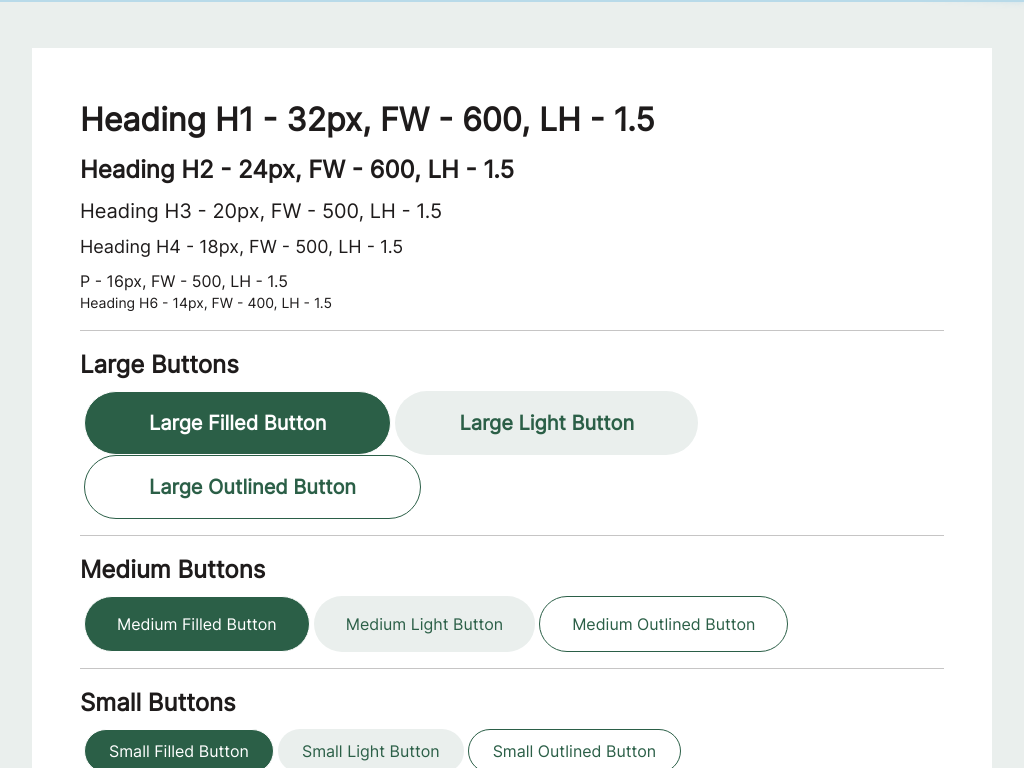 Heading H1 - 32px, FW - 600, LH - 1.5
Heading H2 - 24px, FW - 600, LH - 1.5
Heading H3 - 20px, FW - 500, LH - 1.5
Heading H4 - 18px, FW - 500, LH - 1.5
P - 16px, FW - 500, LH - 1.5
Heading H6 - 14px, FW - 400, LH - 1.5
Large Buttons
Large Filled Button Large Light Button
Large Outlined Button
Medium Buttons
Medium Filled Button Medium Light Button Medium Outlined Button
Small Buttons
Small Filled Button Small Light Button Small Outlined Button